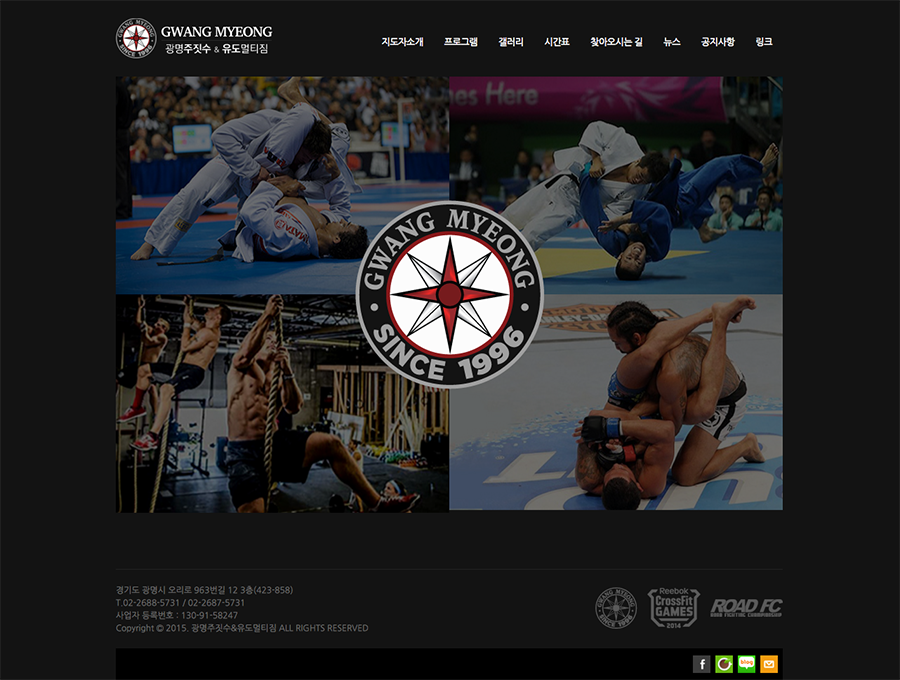 GWANG MYEONG
광명주짓수 & 유도멀티짐
GWANG MYEONG
SINCE 1996
지도자소개 프로그램 갤러리 시간표 찾아오시는 길 뉴스 공지사항 링크
nes Here
GWANG MYEONG
SINCE 1996
경기도 광명시 오리로 963번길 12 3층(423-858)
T.02-2688-5731 / 02-2687-5731
사업자 등록번호 : 130-91-58247
Copyright © 2015. 광명주짓수&유도멀티짐 ALL RIGHTS RESERVED
GWANG MYEONG
SINCE 1996
Reebok
CrossFit
GAMES
2014
ROAD FC
ROAD FIGHTING CHAMPIONSHIP
f
blog